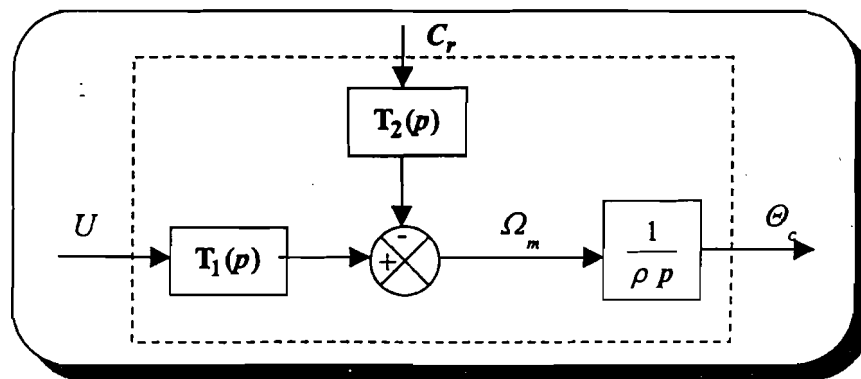 C_r
T_2(p)
-
U
T_1(p)
+
Ω_m
1
ρ p
Θ_c